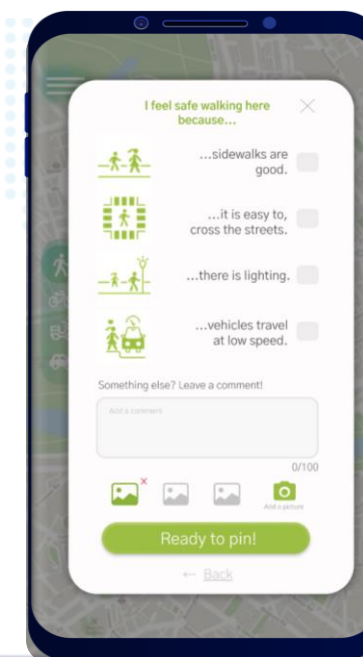 I feel safe walking here
because...
...sidewalks are
good.
...it is easy to,
cross the streets.
...there is lighting.
...vehicles travel
at low speed.
Something else? Leave a comment!
Add a comment
0/100
Add a picture
Ready to pin!
← Back